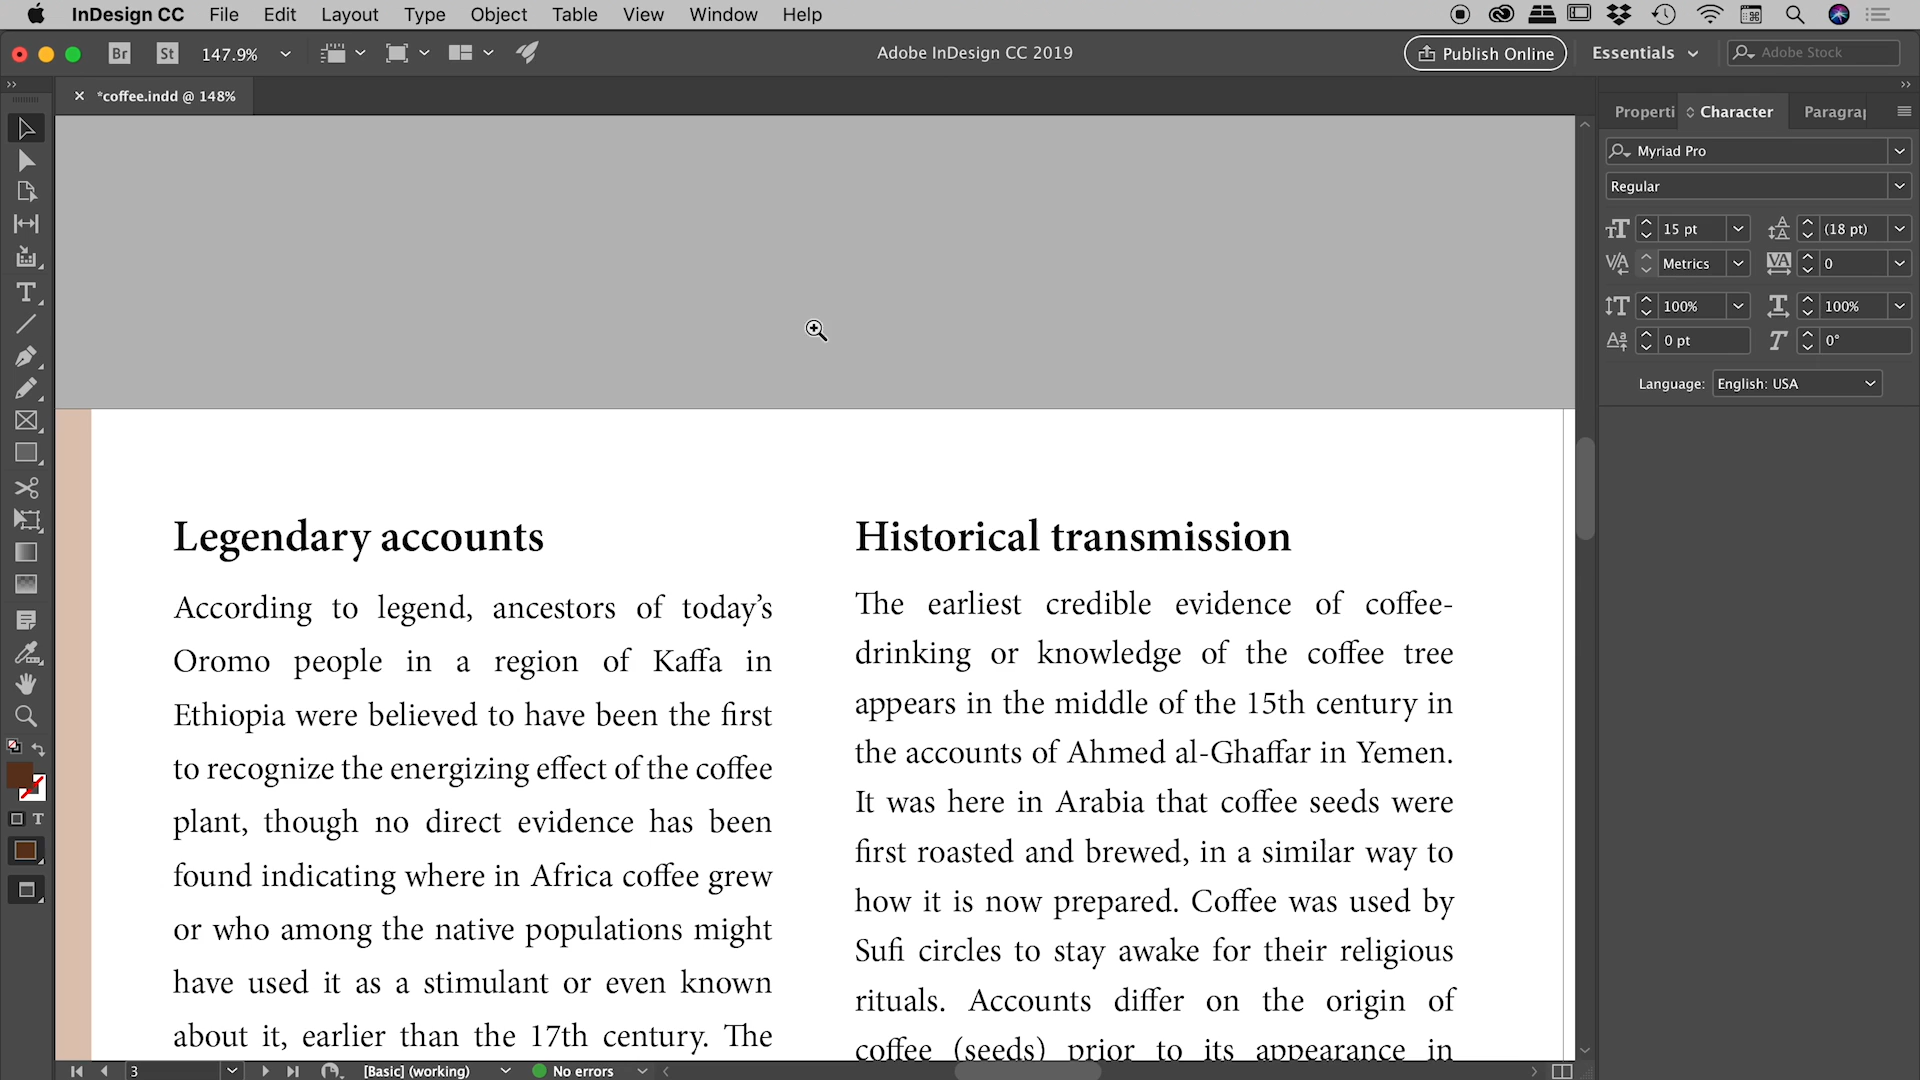 InDesign CC File Edit Layout Type Object Table View Window Help
Br St 147.9% Adobe InDesign CC 2019 Publish Online Essentials Adobe Stock
*coffee.indd @ 148%
Properti Character Paragra
Myriad Pro
Regular
15 pt (18 pt)
Metrics 0
100% 100%
0 pt 0°
Language: English: USA
Legendary accounts
According to legend, ancestors of today’s
Oromo people in a region of Kaffa in
Ethiopia were believed to have been the first
to recognize the energizing effect of the coffee
plant, though no direct evidence has been
found indicating where in Africa coffee grew
or who among the native populations might
have used it as a stimulant or even known
about it, earlier than the 17th century. The
Historical transmission
The earliest credible evidence of coffee-
drinking or knowledge of the coffee tree
appears in the middle of the 15th century in
the accounts of Ahmed al-Ghaffar in Yemen.
It was here in Arabia that coffee seeds were
first roasted and brewed, in a similar way to
how it is now prepared. Coffee was used by
Sufi circles to stay awake for their religious
rituals. Accounts differ on the origin of
coffee (seeds) prior to its appearance in
3 [Basic] (working) No errors